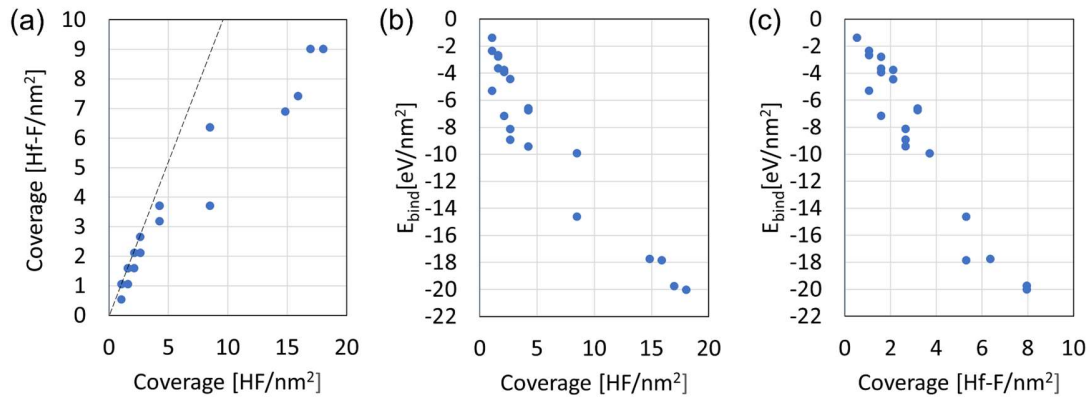 (a)
10
9
8
7
6
5
4
3
2
1
0
Coverage [Hf-F/nm²]
0 5 10 15 20
Coverage [HF/nm²]
(b)
-0
-2
-4
-6
-8
-10
-12
-14
-16
-18
-20
-22
E_bind[eV/nm²]
0 5 10 15 20
Coverage [HF/nm²]
(c)
-0
-2
-4
-6
-8
-10
-12
-14
-16
-18
-20
-22
E_bind[eV/nm²]
0 2 4 6 8 10
Coverage [Hf-F/nm²]